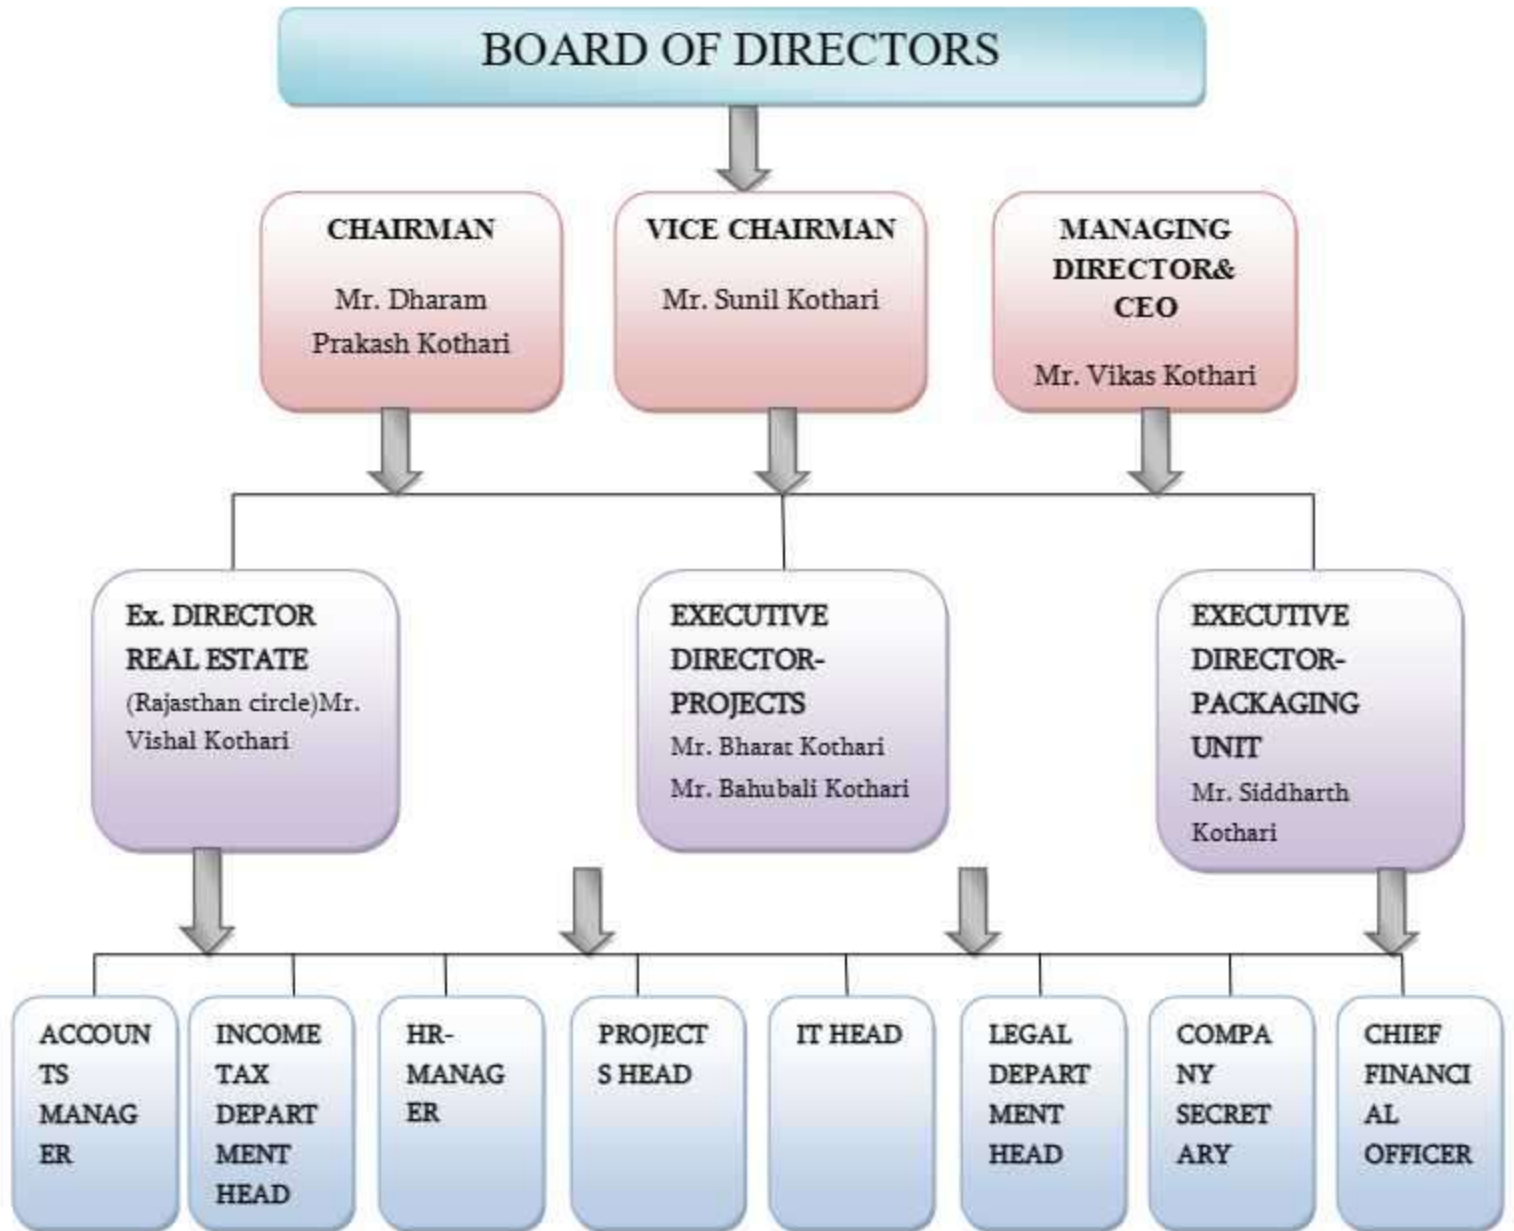 BOARD OF DIRECTORS
CHAIRMAN
Mr. Dharam
Prakash Kothari
VICE CHAIRMAN
Mr. Sunil Kothari
MANAGING
DIRECTOR&
CEO
Mr. Vikas Kothari
Ex. DIRECTOR
REAL ESTATE
(Rajasthan circle)Mr.
Vishal Kothari
EXECUTIVE
DIRECTOR-
PROJECTS
Mr. Bharat Kothari
Mr. Bahubali Kothari
EXECUTIVE
DIRECTOR-
PACKAGING
UNIT
Mr. Siddharth
Kothari
ACCOUN
TS
MANAG
ER
INCOME
TAX
DEPART
MENT
HEAD
HR-
MANAG
ER
PROJECT
S HEAD
IT HEAD
LEGAL
DEPART
MENT
HEAD
COMPA
NY
SECRET
ARY
CHIEF
FINANCI
AL
OFFICER